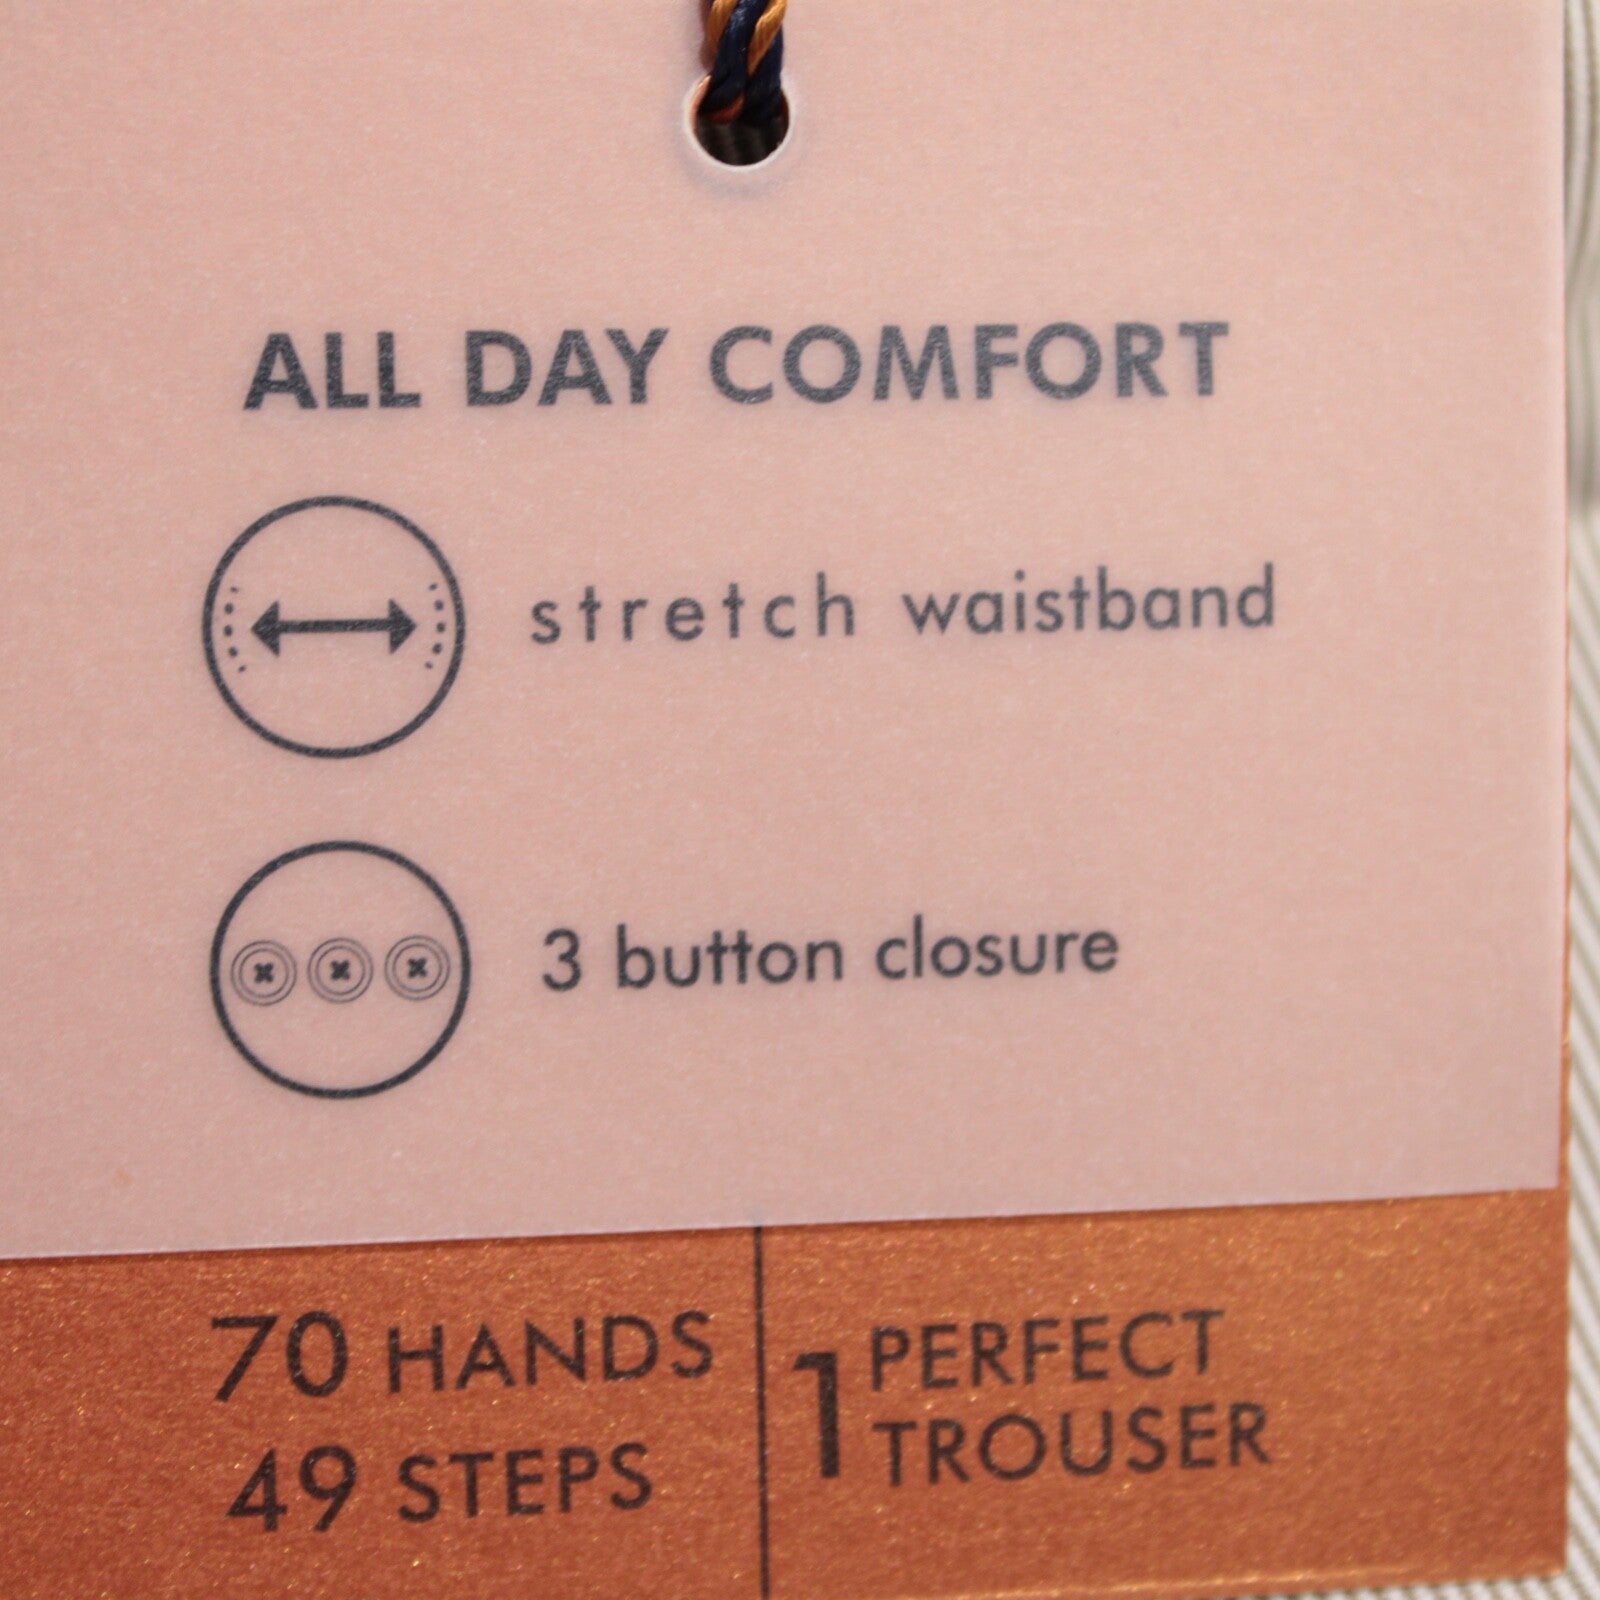 ALL DAY COMFORT
stretch waistband
3 button closure
70 HANDS
49 STEPS
1 PERFECT
TROUSER